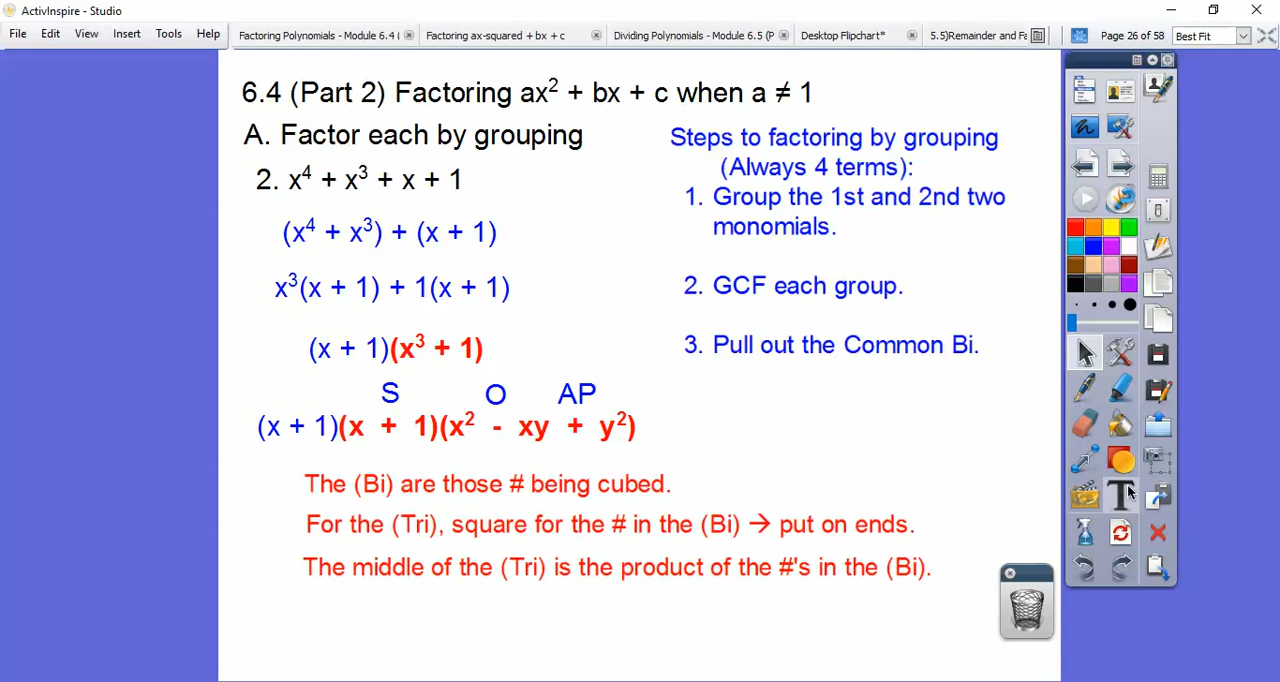 ActivInspire - Studio
File Edit View Insert Tools Help
Factoring Polynomials - Module 6.4 (
Factoring ax-squared + bx + c
Dividing Polynomials - Module 6.5 (P
Desktop Flipchart*
5.5)Remainder and Fa
Page 26 of 58
Best Fit
6.4 (Part 2) Factoring ax² + bx + c when a ≠ 1
A. Factor each by grouping
2. x⁴ + x³ + x + 1
(x⁴ + x³) + (x + 1)
x³(x + 1) + 1(x + 1)
(x + 1)(x³ + 1)
S O AP
(x + 1)(x + 1)(x² - xy + y²)
The (Bi) are those # being cubed.
For the (Tri), square for the # in the (Bi) → put on ends.
The middle of the (Tri) is the product of the #'s in the (Bi).
Steps to factoring by grouping
(Always 4 terms):
1. Group the 1st and 2nd two
monomials.
2. GCF each group.
3. Pull out the Common Bi.
T